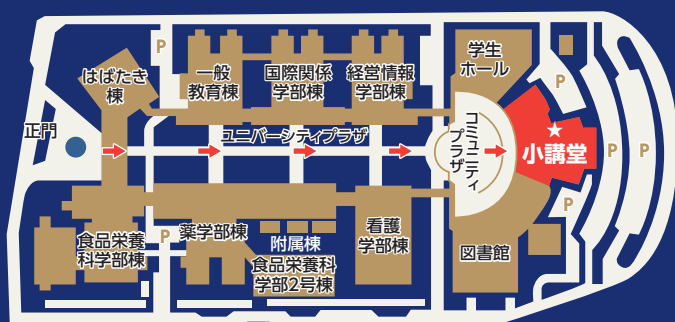 P
学生
ホール
はばたき
棟
一般
教育棟
国際関係
学部棟
経営情報
学部棟
P
正門
ユニバーシティプラザ
コミュニティ
プラザ
小講堂
P
P
P
食品栄養
科学部棟
P
薬学部棟
附属棟
食品栄養科
学部2号棟
看護
学部棟
図書館